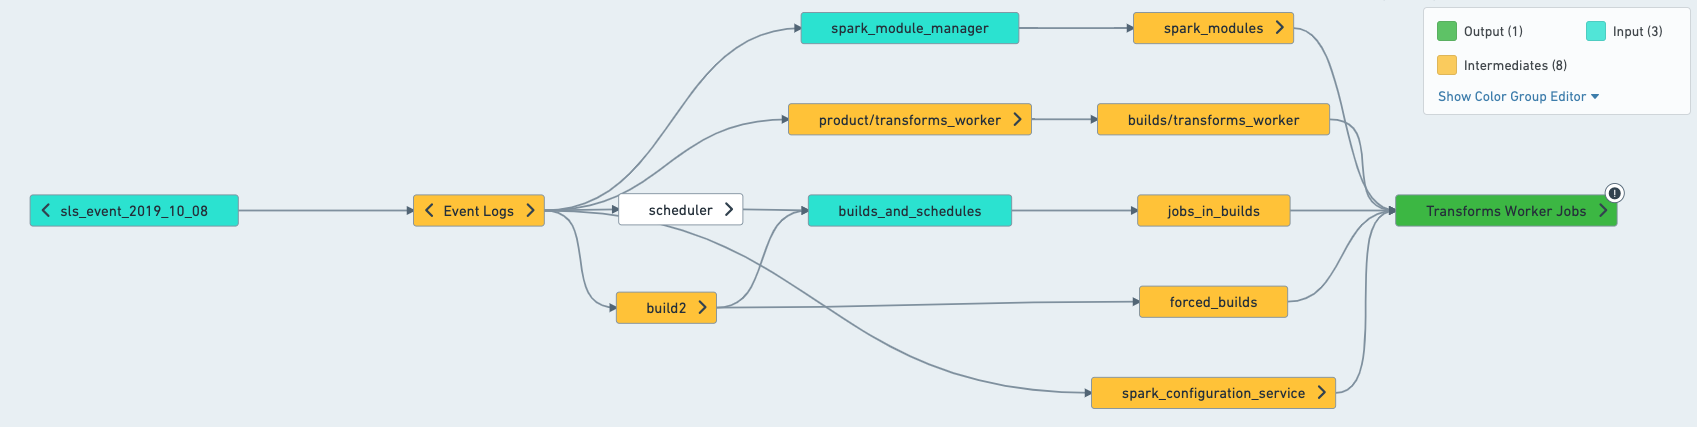 spark_module_manager
spark_modules
Output (1)
Input (3)
Intermediates (8)
Show Color Group Editor
product/transforms_worker
builds/transforms_worker
sls_event_2019_10_08
Event Logs
scheduler
builds_and_schedules
jobs_in_builds
Transforms Worker Jobs
build2
forced_builds
spark_configuration_service